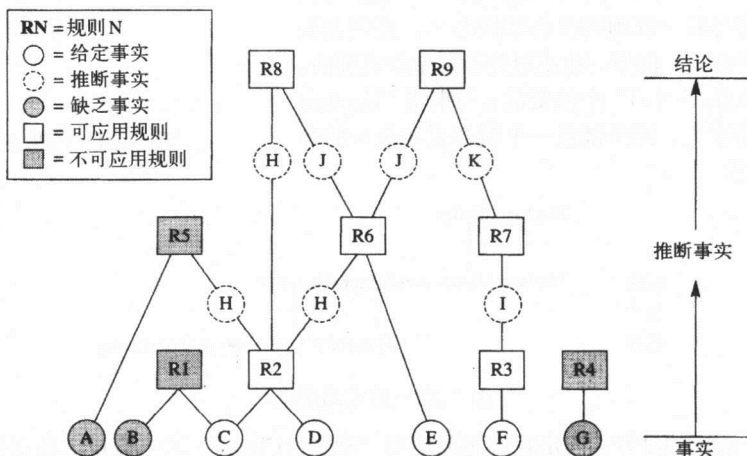 RN = 规则 N
= 给定事实
= 推断事实
= 缺乏事实
= 可应用规则
= 不可应用规则
R8 R9
结论
H J J K
R5 R6 R7
推断事实
H H I
R1 R2 R3 R4
A B C D E F G
事实